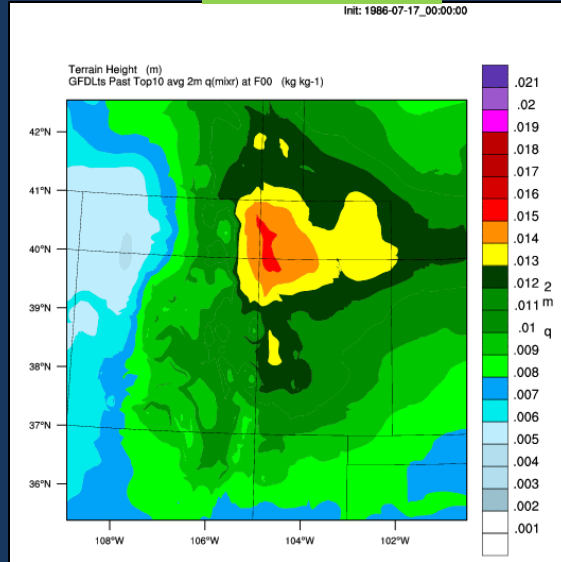 Init: 1986-07-17_00:00:00
Terrain Height (m)
GFDLts Past Top10 avg 2m q(mixr) at F00 (kg kg-1)
42°N
41°N
40°N
39°N
38°N
37°N
36°N
108°W
106°W
104°W
102°W
.021
.02
.019
.018
.017
.016
.015
.014
.013
.012
.011
.01
.009
.008
.007
.006
.005
.004
.003
.002
.001
2
m
q